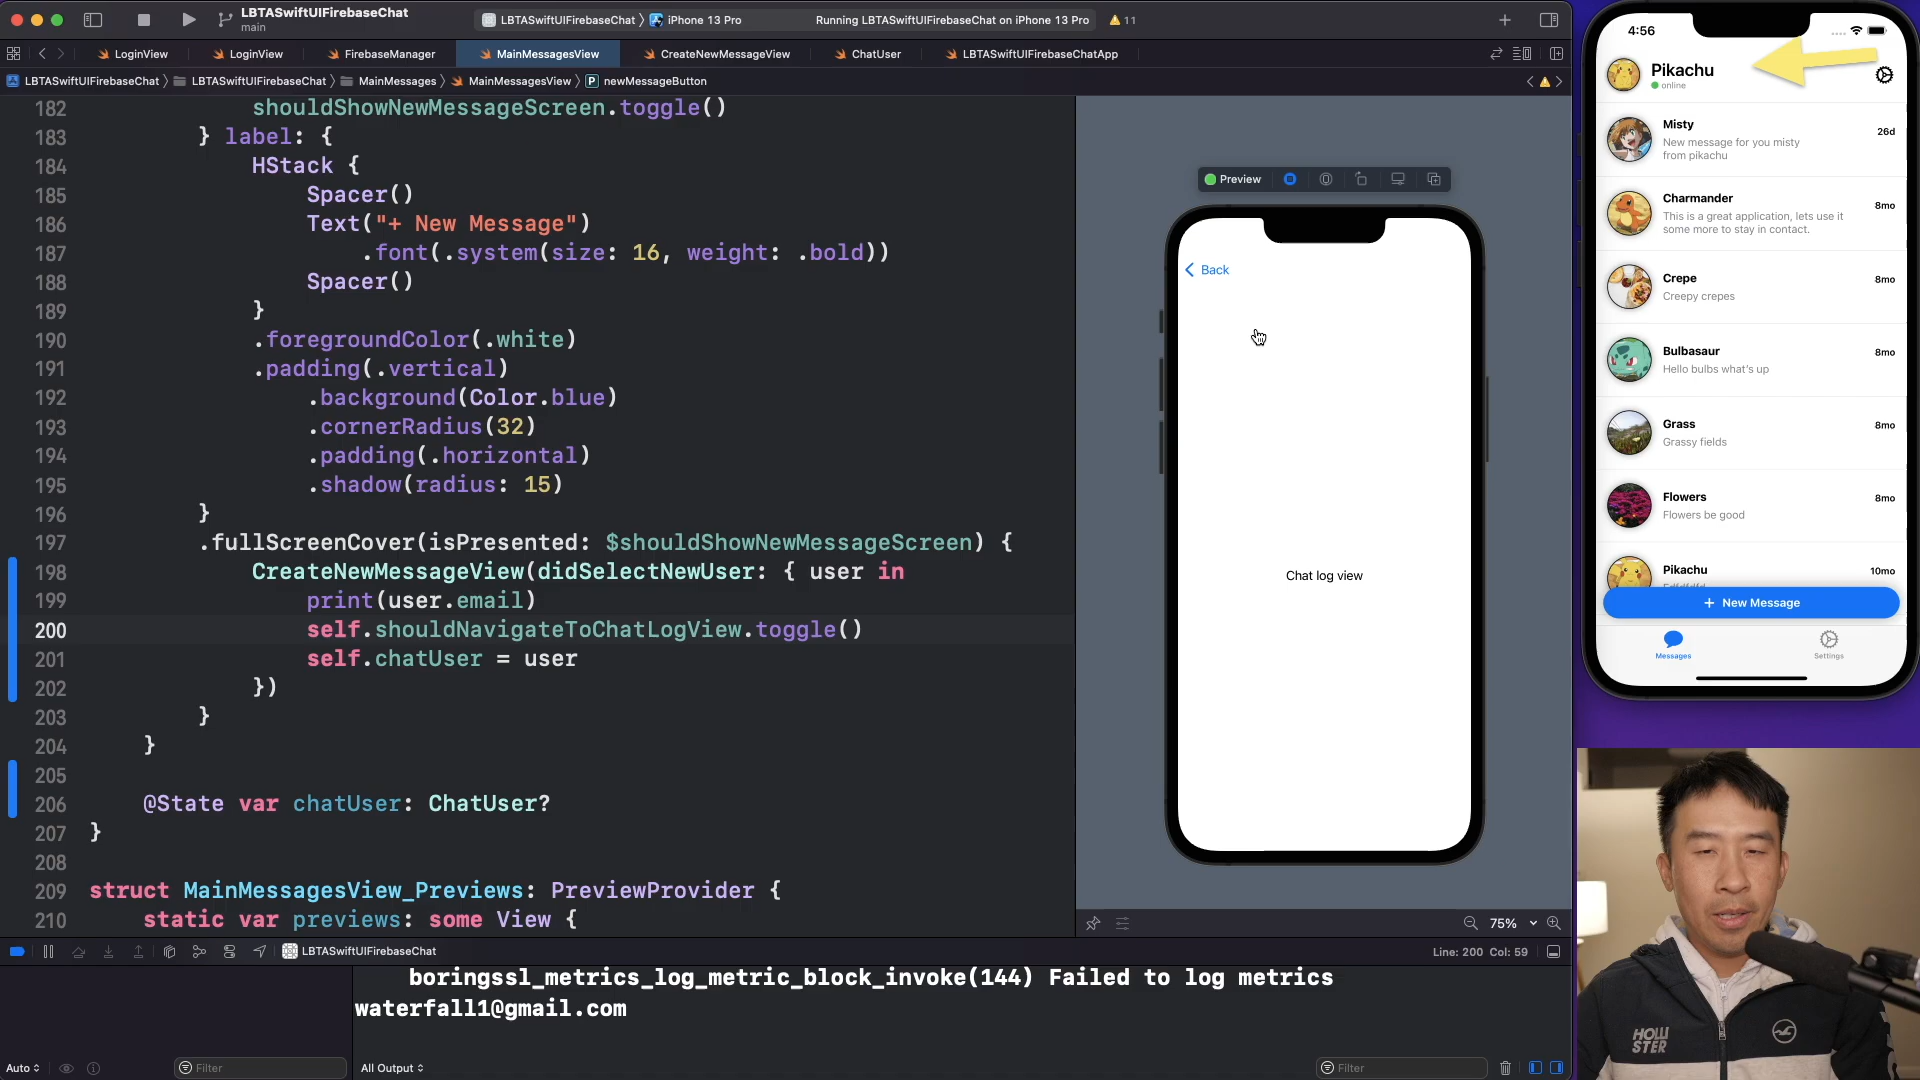 LBTASwiftUIFirebaseChat
main
LBTASwiftUIFirebaseChat 〉 iPhone 13 Pro
Running LBTASwiftUIFirebaseChat on iPhone 13 Pro
11
LoginView
LoginView
FirebaseManager
MainMessagesView
CreateNewMessageView
ChatUser
LBTASwiftUIFirebaseChatApp
LBTASwiftUIFirebaseChat 〉 LBTASwiftUIFirebaseChat 〉 MainMessages 〉 MainMessagesView 〉 P newMessageButton
182 shouldShowNewMessageScreen.toggle()
183 } label: {
184 HStack {
185 Spacer()
186 Text("+ New Message")
187 .font(.system(size: 16, weight: .bold))
188 Spacer()
189 }
190 .foregroundColor(.white)
191 .padding(.vertical)
192 .background(Color.blue)
193 .cornerRadius(32)
194 .padding(.horizontal)
195 .shadow(radius: 15)
196 }
197 .fullScreenCover(isPresented: $shouldShowNewMessageScreen) {
198 CreateNewMessageView(didSelectNewUser: { user in
199 print(user.email)
200 self.shouldNavigateToChatLogView.toggle()
201 self.chatUser = user
202 })
203 }
204 }
205
206 @State var chatUser: ChatUser?
207 }
208
209 struct MainMessagesView_Previews: PreviewProvider {
210 static var previews: some View {
Preview
Back
Chat log view
75%
LBTASwiftUIFirebaseChat
Line: 200 Col: 59
boringssl_metrics_log_metric_block_invoke(144) Failed to log metrics
waterfall1@gmail.com
Auto
Filter
All Output
Filter
4:56
Pikachu
online
Misty
New message for you misty
from pikachu
26d
Charmander
This is a great application, lets use it
some more to stay in contact.
8mo
Crepe
Creepy crepes
8mo
Bulbasaur
Hello bulbs what's up
8mo
Grass
Grassy fields
8mo
Flowers
Flowers be good
8mo
Pikachu
10mo
+ New Message
Messages
Settings
HOLLI
STER